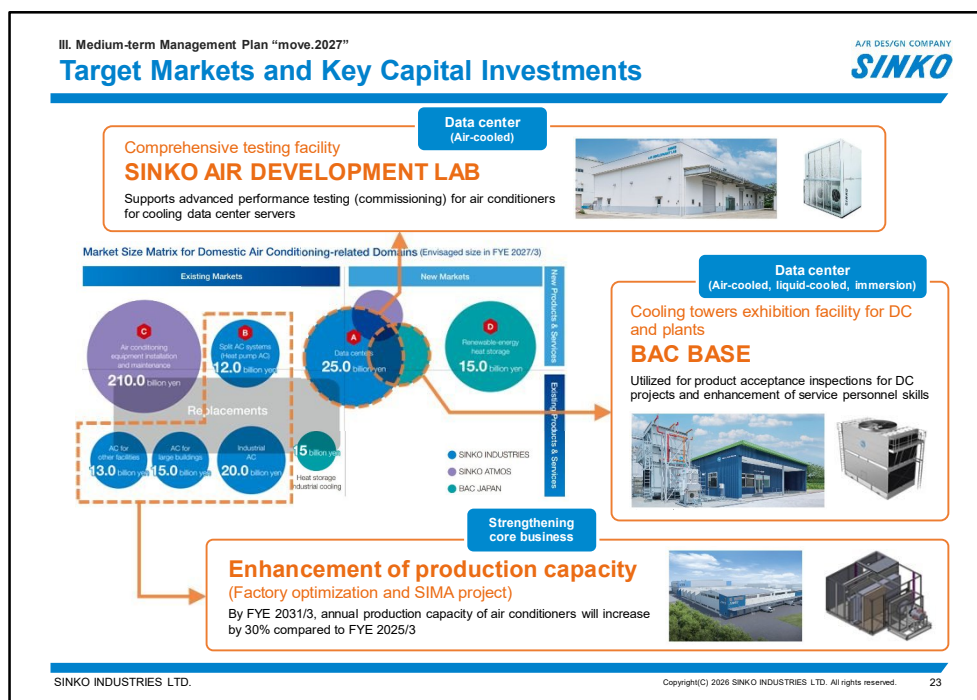 III. Medium-term Management Plan “move.2027”
Target Markets and Key Capital Investments
A/R DES/GN COMPANY
SINKO
Data center
(Air-cooled)
Comprehensive testing facility
SINKO AIR DEVELOPMENT LAB
Supports advanced performance testing (commissioning) for air conditioners
for cooling data center servers
Market Size Matrix for Domestic Air Conditioning-related Domains (Envisaged size in FYE 2027/3)
Existing Markets
New Markets
New Products & Services
Existing Products & Services
C
Air conditioning
equipment installation
and maintenance
210.0 billion yen
B
Split AC systems
(Heat pump AC)
12.0 billion yen
A
Data centers
25.0 billion yen
D
Renewable-energy
heat storage
15.0 billion yen
Replacements
AC for
other facilities
13.0 billion yen
AC for
large buildings
15.0 billion yen
Industrial
AC
20.0 billion yen
15
billion yen
Heat storage
industrial cooling
SINKO INDUSTRIES
SINKO ATMOS
BAC JAPAN
Data center
(Air-cooled, liquid-cooled, immersion)
Cooling towers exhibition facility for DC
and plants
BAC BASE
Utilized for product acceptance inspections for DC
projects and enhancement of service personnel skills
Strengthening
core business
Enhancement of production capacity
(Factory optimization and SIMA project)
By FYE 2031/3, annual production capacity of air conditioners will increase
by 30% compared to FYE 2025/3
SINKO INDUSTRIES LTD.
Copyright(C) 2026 SINKO INDUSTRIES LTD. All rights reserved.
23